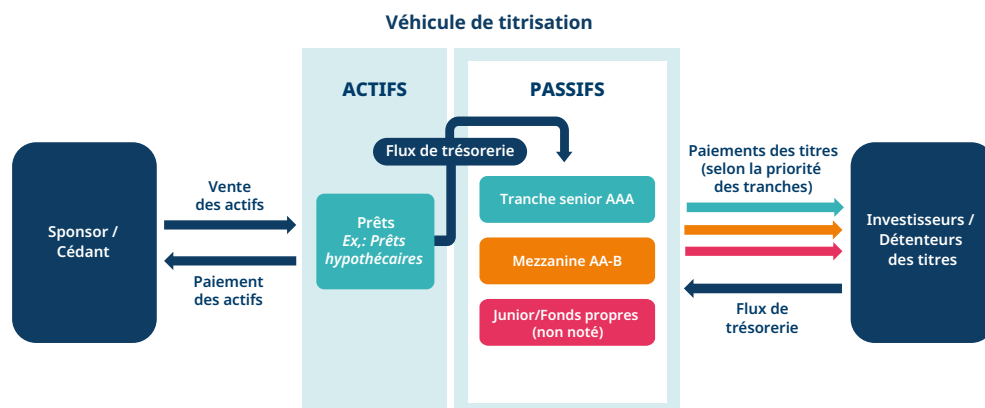 Véhicule de titrisation
ACTIFS
PASSIFS
Flux de trésorerie
Sponsor /
Cédant
Vente
des actifs
Paiement
des actifs
Prêts
Ex,: Prêts
hypothécaires
Tranche senior AAA
Mezzanine AA-B
Junior/Fonds propres
(non noté)
Paiements des titres
(selon la priorité
des tranches)
Flux de
trésorerie
Investisseurs /
Détenteurs
des titres